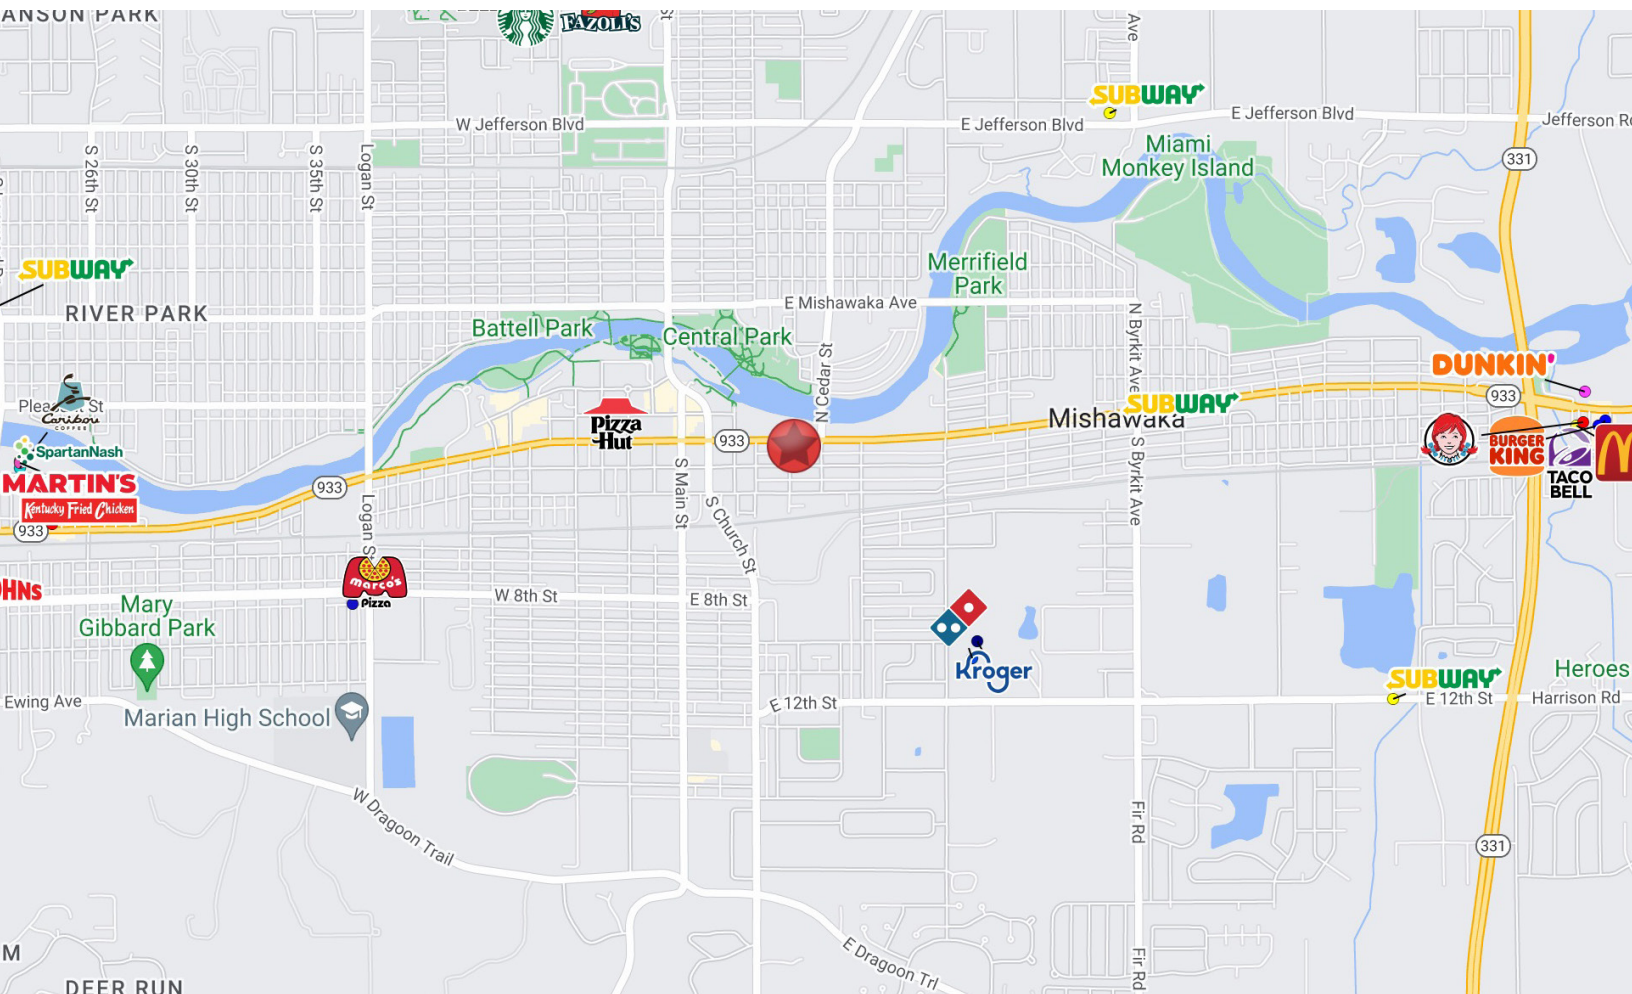 ANSON PARK
FAZOLI'S
St
Ave
SUBWAY
W Jefferson Blvd
E Jefferson Blvd
E Jefferson Blvd
Jefferson Rd
Miami
Monkey Island
331
S 26th St
S 30th St
S 35th St
Logan St
SUBWAY
RIVER PARK
Merrifield
Park
E Mishawaka Ave
Battell Park
Central Park
N Cedar St
N Byrkit Ave
DUNKIN'
933
Pleasant St
Caribou
COFFEE
SUBWAY
Mishawaka
Pizza
Hut
933
SpartanNash
MARTIN'S
Kentucky Fried Chicken
933
933
BURGER
KING
TACO
BELL
S Main St
S Church St
S Byrkit Ave
Logan St
OHNs
marco's
Pizza
W 8th St
E 8th St
Mary
Gibbard Park
Kroger
SUBWAY
Heroes
Ewing Ave
E 12th St
E 12th St
Harrison Rd
Marian High School
W Dragoon Trail
Fir Rd
331
E Dragoon Trl
Fir Rd
M
DEER RUN